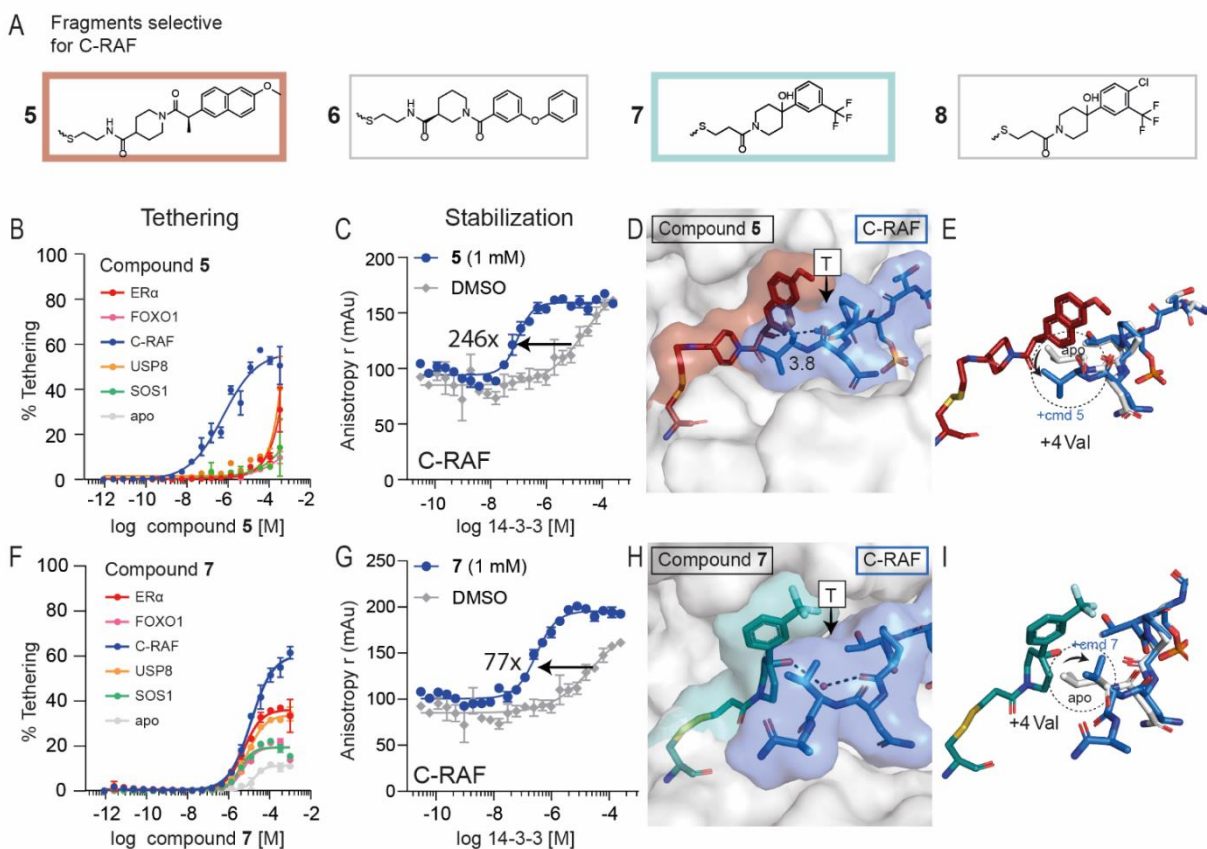 A Fragments selective
for C-RAF
5
S
H
N
O
N
O
O
6
S
H
N
O
N
O
O
7
S
O
N
OH
F
F
F
8
S
O
N
OH
Cl
F
F
F
Tethering
Stabilization
B
% Tethering
100
80
60
40
20
0
Compound 5
ERα
FOXO1
C-RAF
USP8
SOS1
apo
-12 -10 -8 -6 -4 -2
log compound 5 [M]
C
Anisotropy r (mAu)
200
150
100
50
0
5 (1 mM)
DMSO
246x
C-RAF
-10 -8 -6 -4
log 14-3-3 [M]
D
Compound 5
C-RAF
T
3.8
E
apo
+cmd 5
+4 Val
F
% Tethering
100
80
60
40
20
0
Compound 7
ERα
FOXO1
C-RAF
USP8
SOS1
apo
-12 -10 -8 -6 -4 -2
log compound 7 [M]
G
Anisotropy r (mAu)
250
200
150
100
50
0
7 (1 mM)
DMSO
77x
C-RAF
-10 -8 -6 -4
log 14-3-3 [M]
H
Compound 7
C-RAF
T
I
+cmd 7
apo
+4 Val